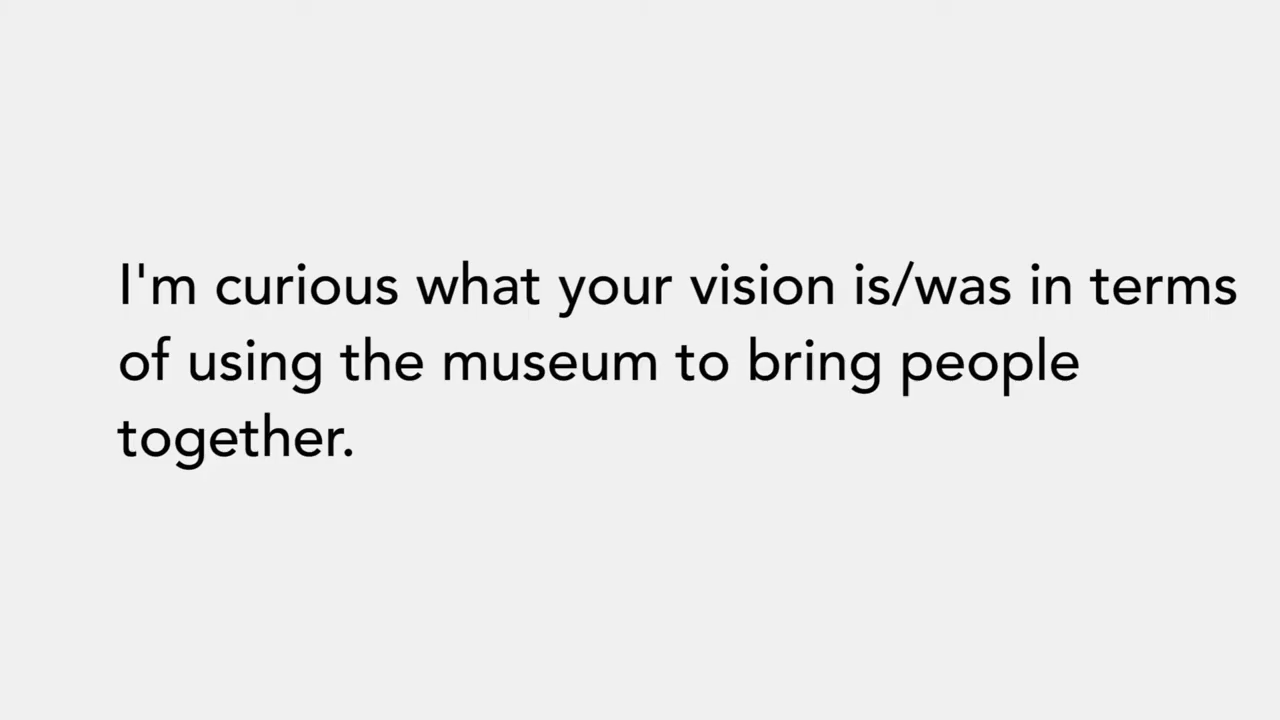 I'm curious what your vision is/was in terms
of using the museum to bring people
together.